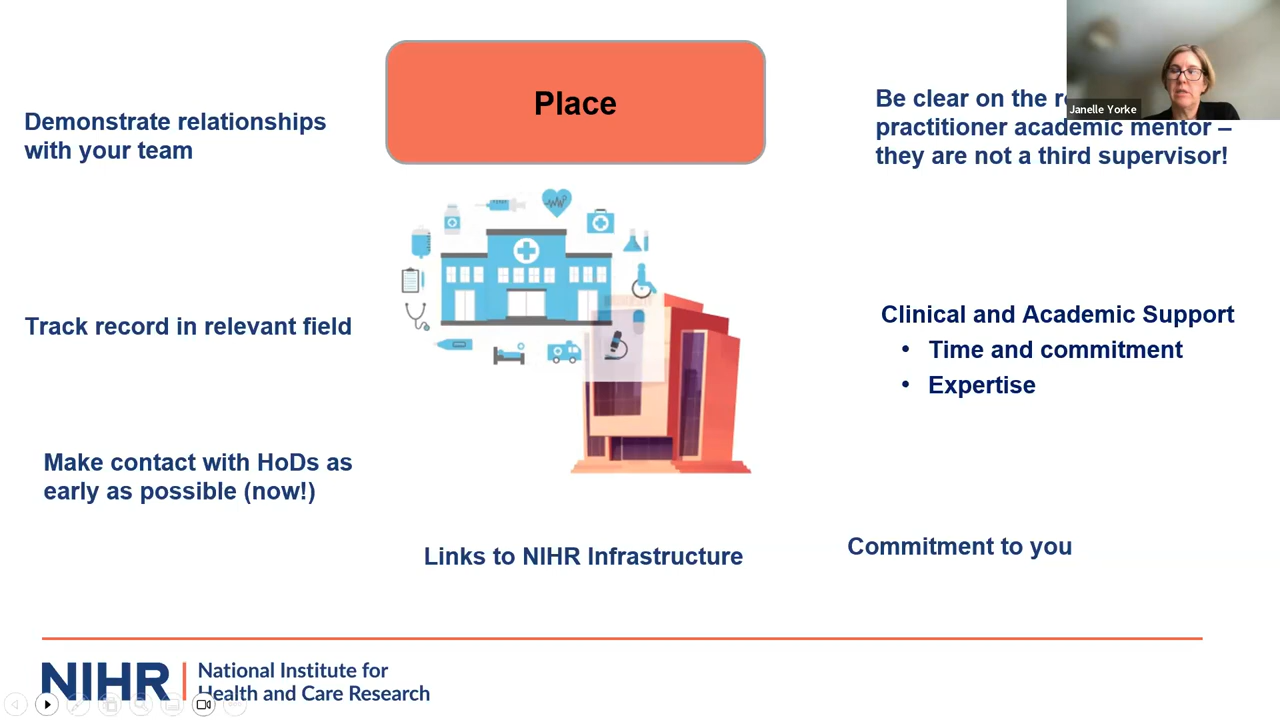 Place
Demonstrate relationships
with your team
Be clear on the
practitioner academic mentor –
they are not a third supervisor!
Janelle Yorke
Track record in relevant field
Clinical and Academic Support
• Time and commitment
• Expertise
Make contact with HoDs as
early as possible (now!)
Links to NIHR Infrastructure
Commitment to you
NIHR | National Institute for
Health and Care Research